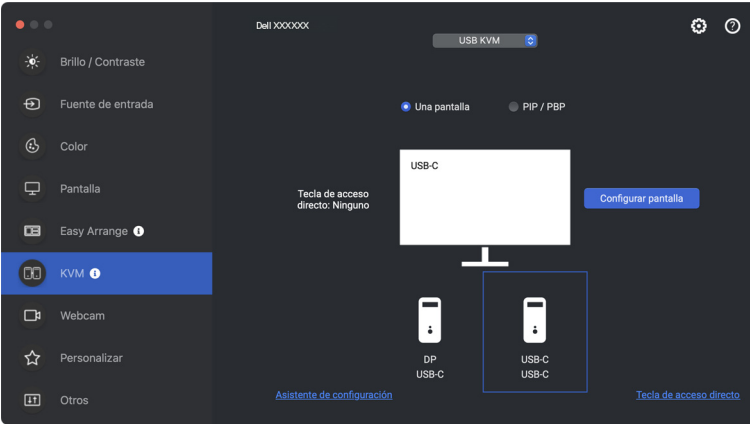 Dell XXXXXX
USB KVM
Brillo / Contraste
Fuente de entrada
Color
Pantalla
Easy Arrange
KVM
Webcam
Personalizar
Otros
Una pantalla
PIP / PBP
USB-C
Tecla de acceso
directo: Ninguno
Configurar pantalla
DP
USB-C
USB-C
USB-C
Asistente de configuración
Tecla de acceso directo